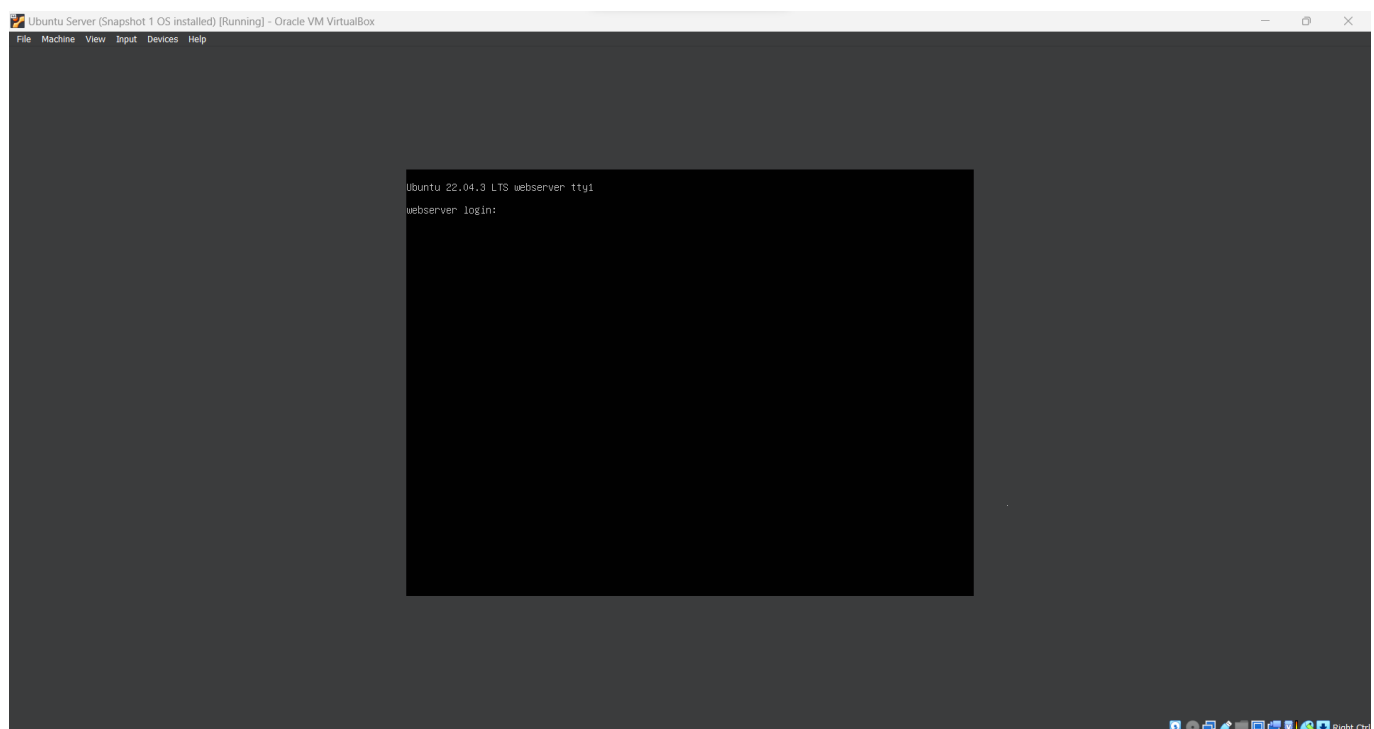 Ubuntu Server (Snapshot 1 OS installed) [Running] - Oracle VM VirtualBox
File Machine View Input Devices Help
Ubuntu 22.04.3 LTS webserver tty1
webserver login:
Right Ctrl